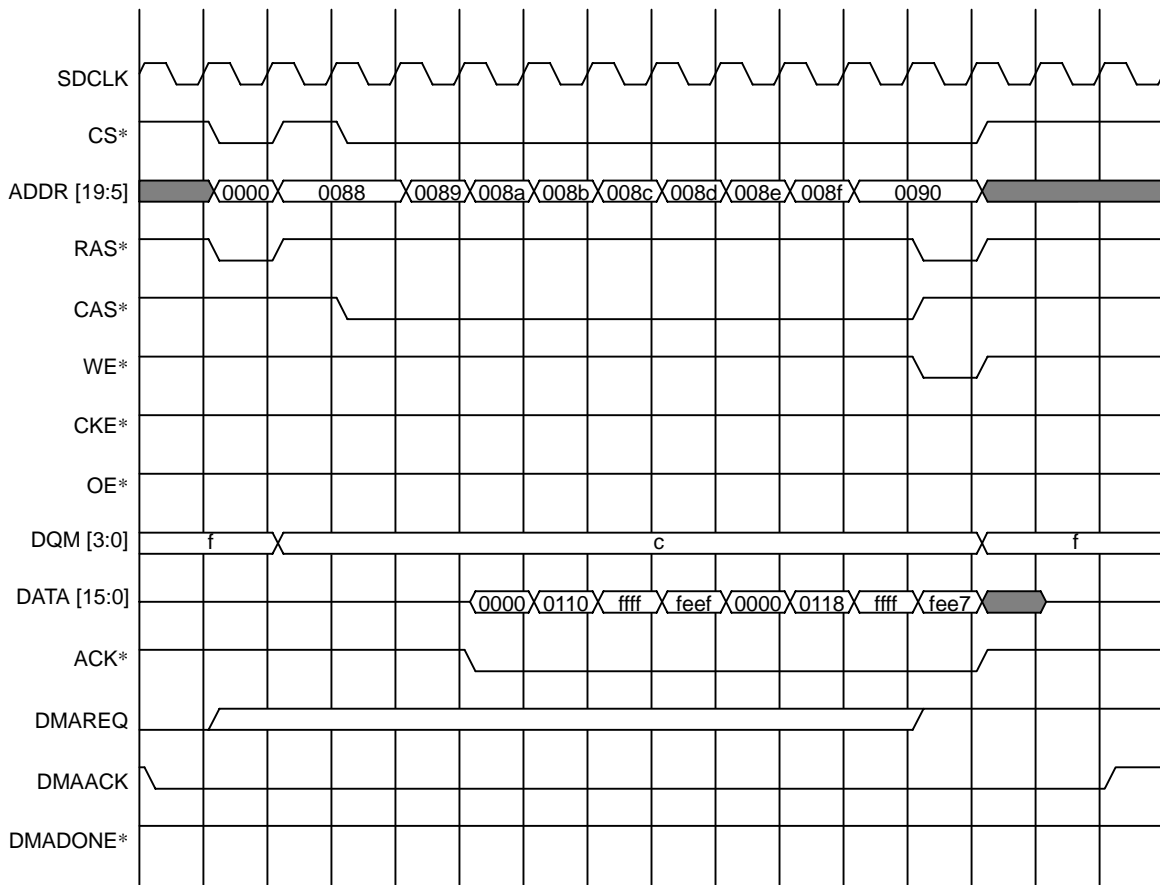 SDCLK
CS*
ADDR [19:5] 0000 0088 0089 008a 008b 008c 008d 008e 008f 0090
RAS*
CAS*
WE*
CKE*
OE*
DQM [3:0] f c f
DATA [15:0] 0000 0110 ffff feef 0000 0118 ffff fee7
ACK*
DMAREQ
DMAACK
DMADONE*